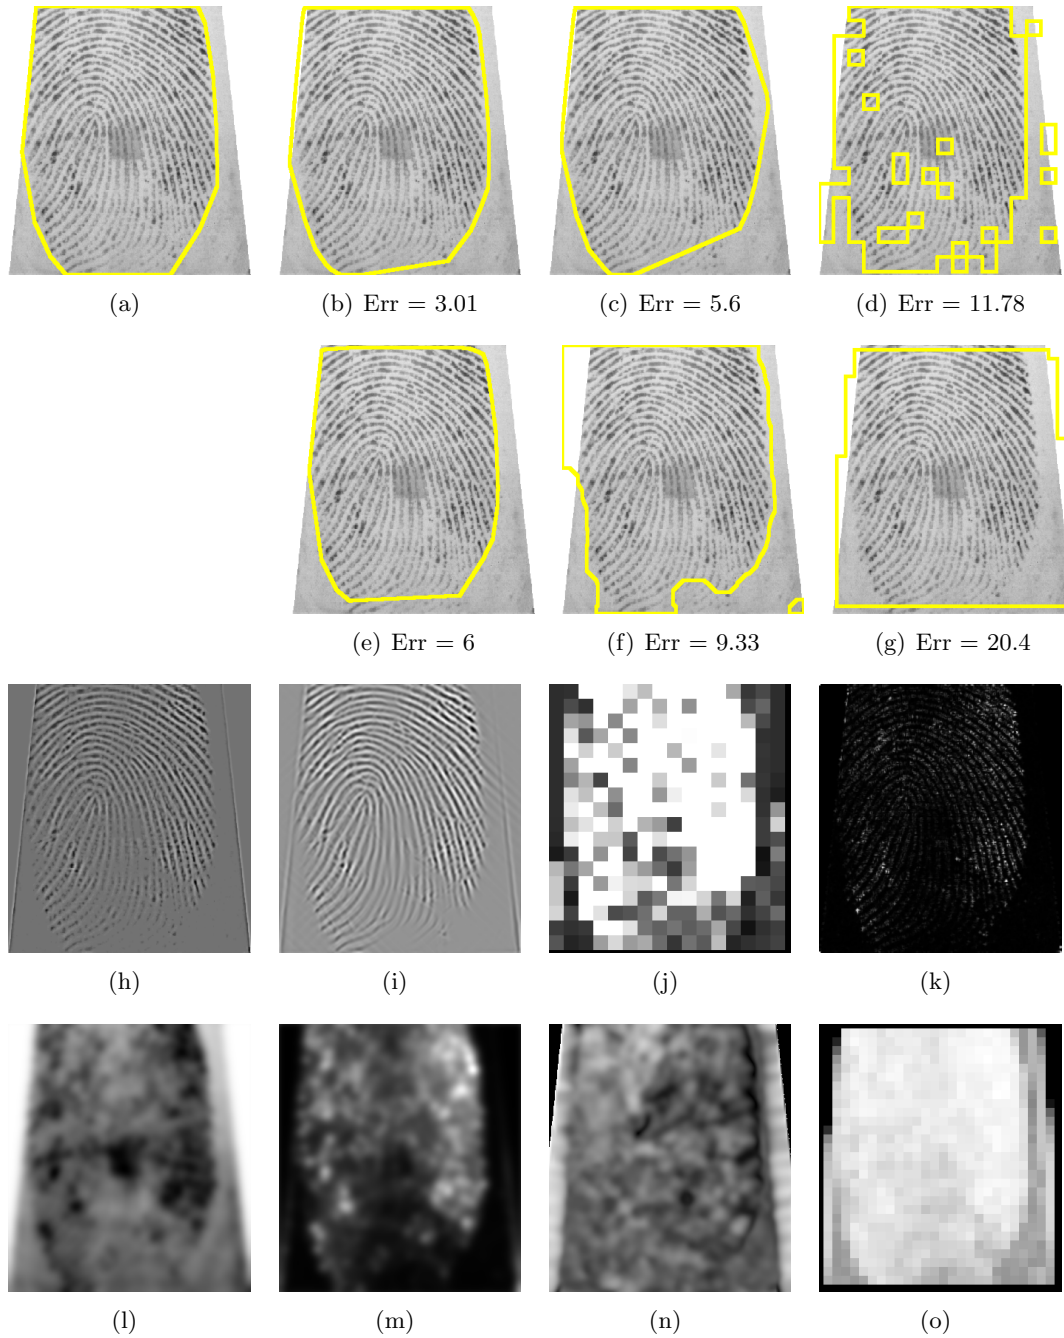 (a) (b) Err = 3.01 (c) Err = 5.6 (d) Err = 11.78
(e) Err = 6 (f) Err = 9.33 (g) Err = 20.4
(h) (i) (j) (k)
(l) (m) (n) (o)